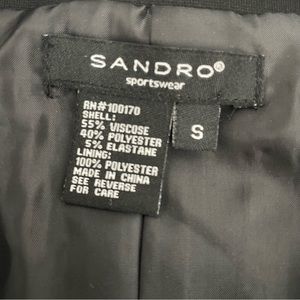 SANDRO®
sportswear
RN#100170
SHELL:
55% VISCOSE
40% POLYESTER
5% ELASTANE
LINING:
100% POLYESTER
MADE IN CHINA
SEE REVERSE
FOR CARE
S